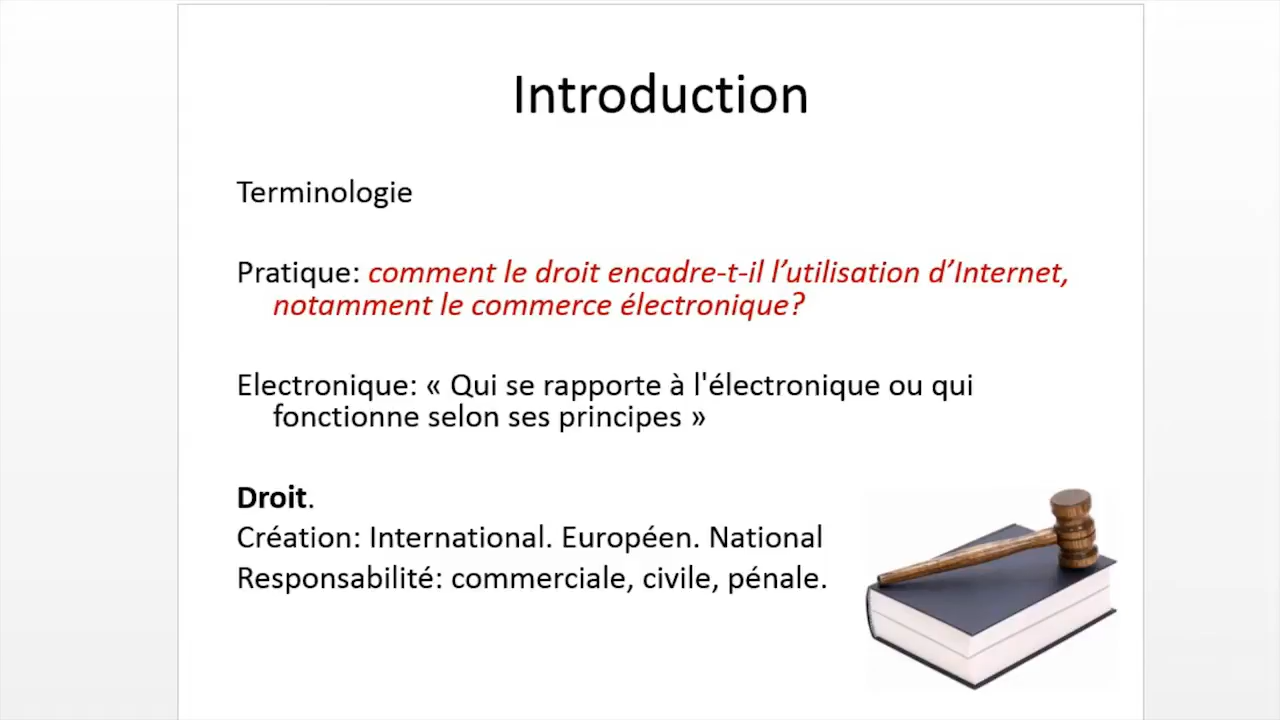 Introduction
Terminologie
Pratique: comment le droit encadre-t-il l’utilisation d’Internet,
notamment le commerce électronique?
Electronique: « Qui se rapporte à l'électronique ou qui
fonctionne selon ses principes »
Droit.
Création: International. Européen. National
Responsabilité: commerciale, civile, pénale.